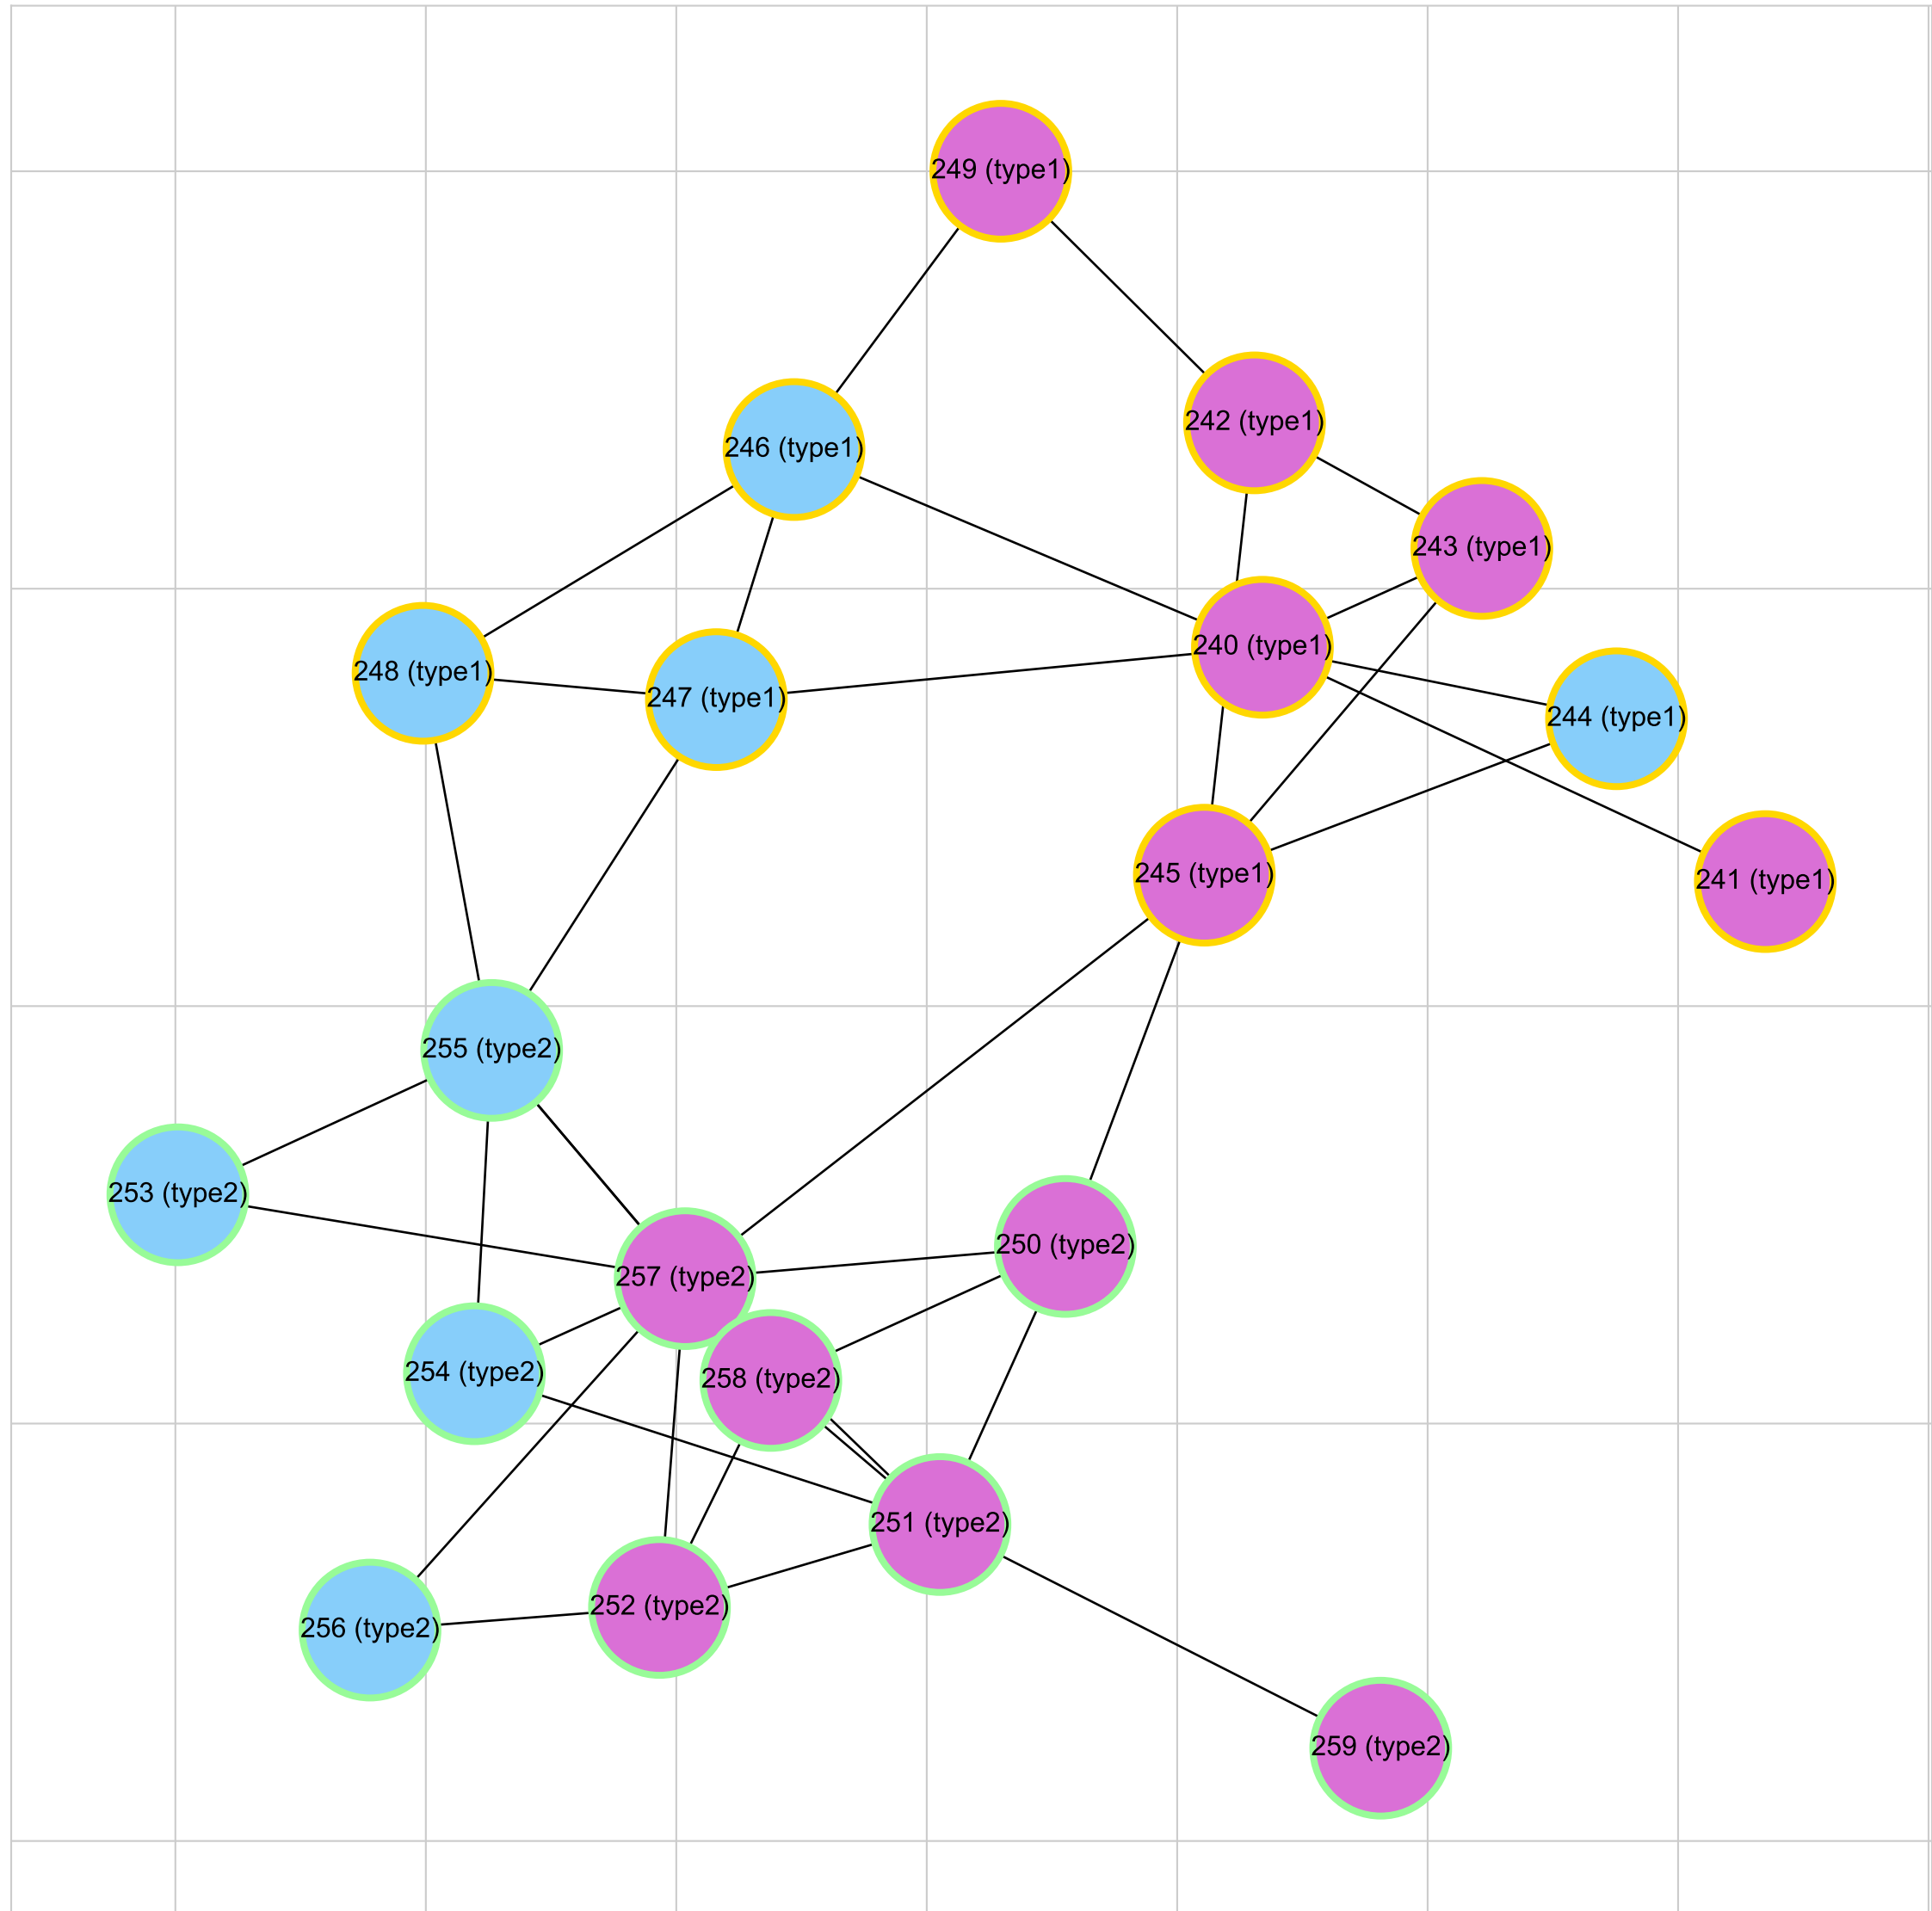 249 (type1)
242 (type1)
246 (type1)
243 (type1)
240 (type1)
248 (type1)
247 (type1)
244 (type1)
245 (type1)
241 (type1)
255 (type2)
253 (type2)
250 (type2)
257 (type2)
254 (type2)
258 (type2)
251 (type2)
252 (type2)
256 (type2)
259 (type2)